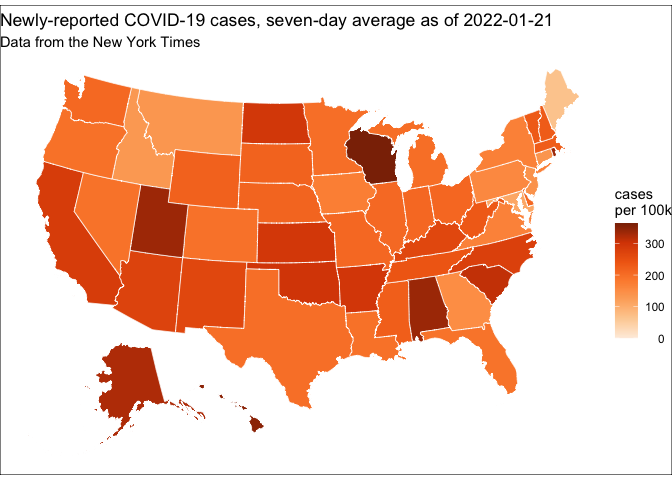 Newly-reported COVID-19 cases, seven-day average as of 2022-01-21
Data from the New York Times
cases
per 100k
300
200
100
0